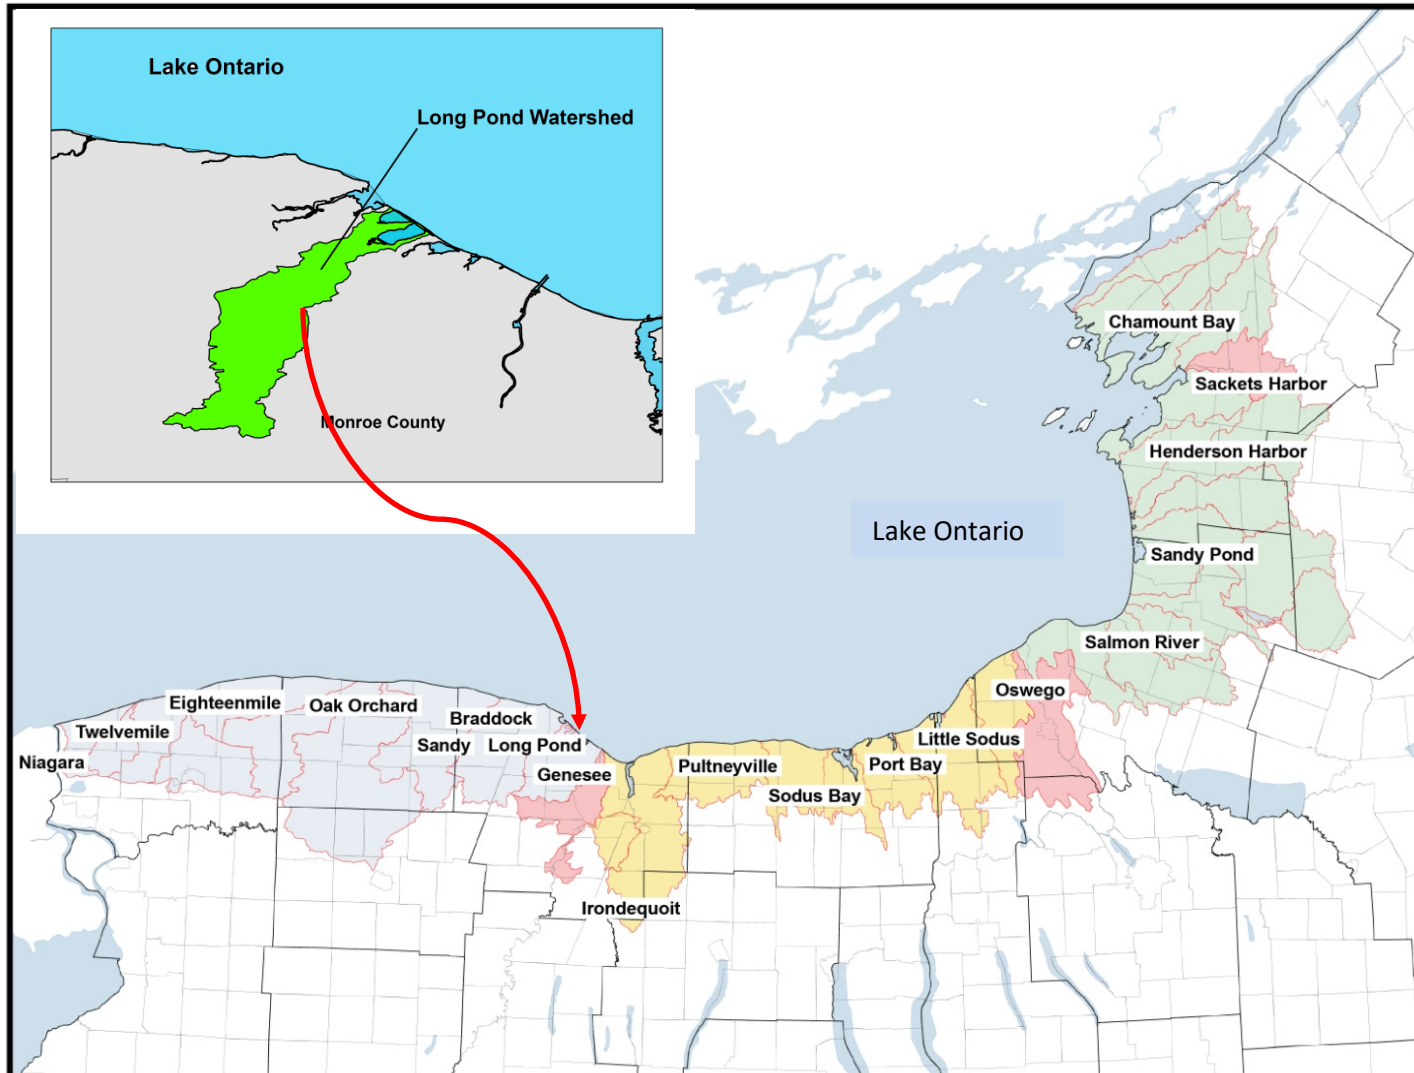 Lake Ontario
Long Pond Watershed
Monroe County
Chamount Bay
Sackets Harbor
Henderson Harbor
Lake Ontario
Sandy Pond
Salmon River
Oswego
Eighteenmile
Oak Orchard
Braddock
Twelvemile
Sandy
Long Pond
Little Sodus
Niagara
Genesee
Pultneyville
Port Bay
Sodus Bay
Irondequoit